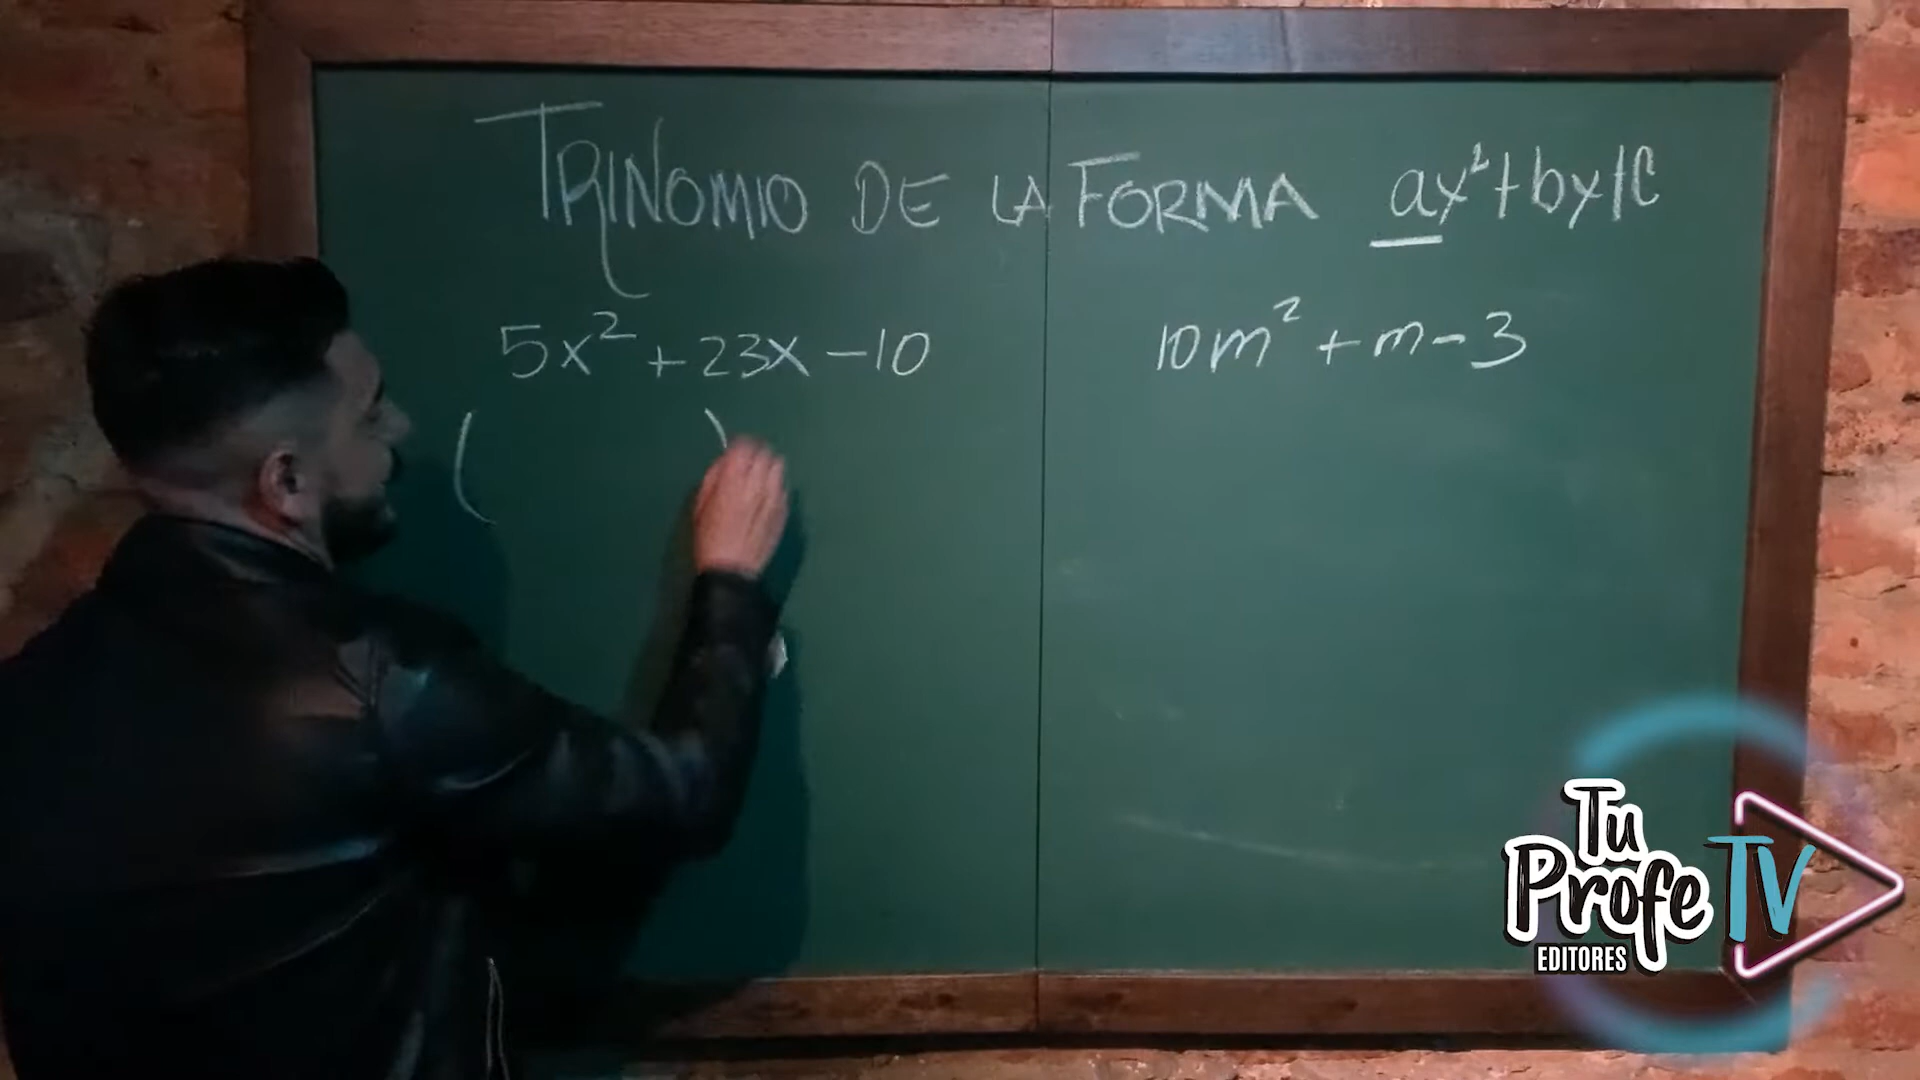 TRINOMIO DE LA FORMA ax²+bx+c
5x² + 23x - 10
10m² + m - 3
( )
Tu
Profe TV
EDITORES